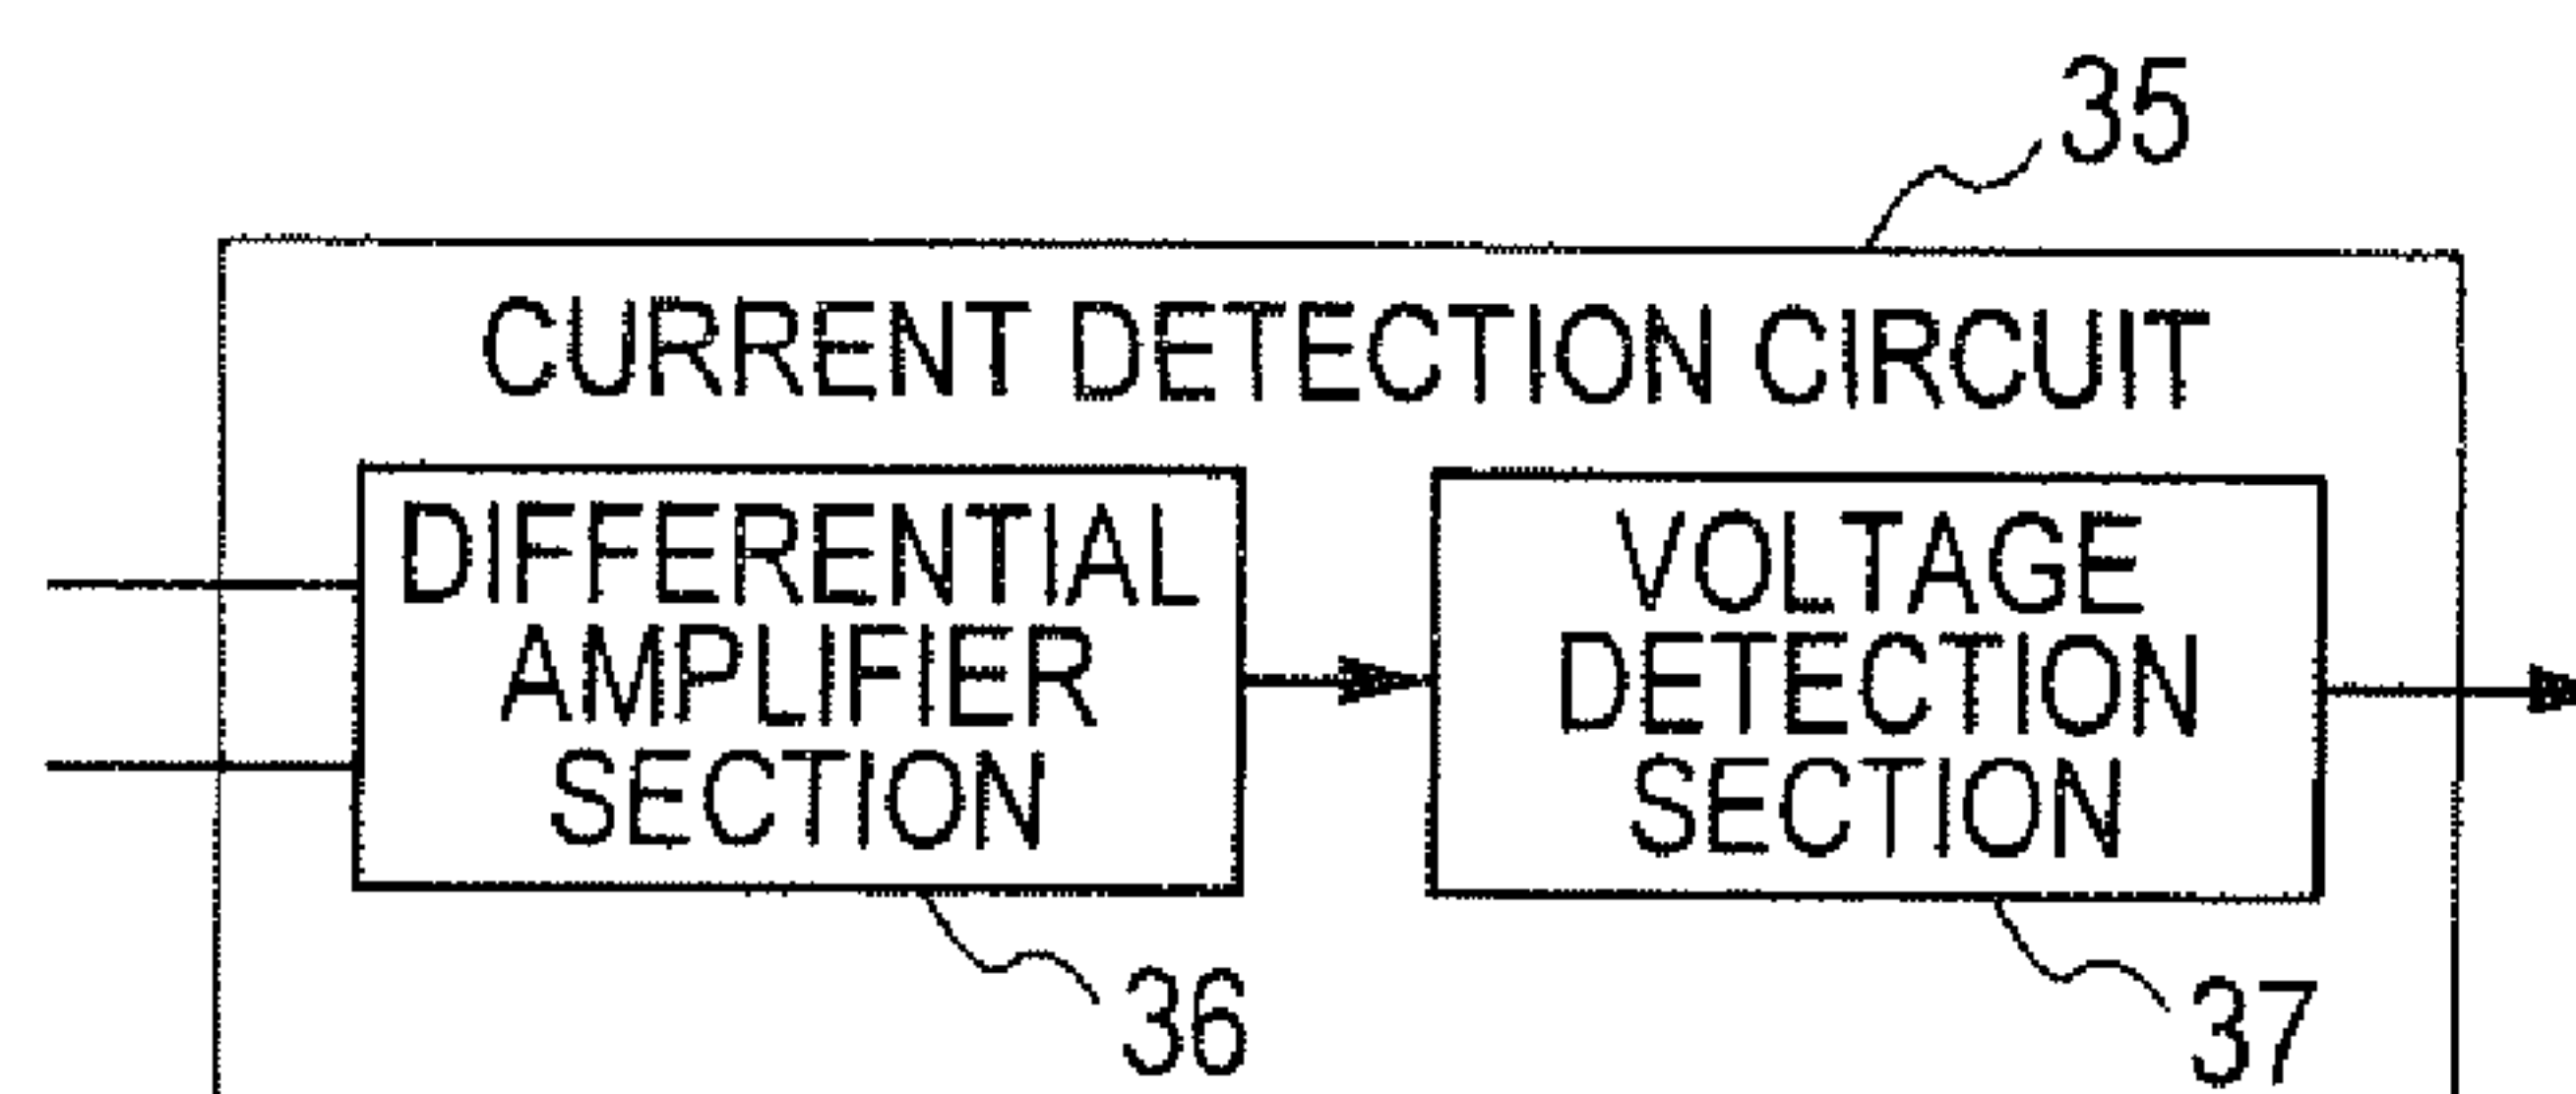 35
CURRENT DETECTION CIRCUIT
DIFFERENTIAL
AMPLIFIER
SECTION
VOLTAGE
DETECTION
SECTION
36
37